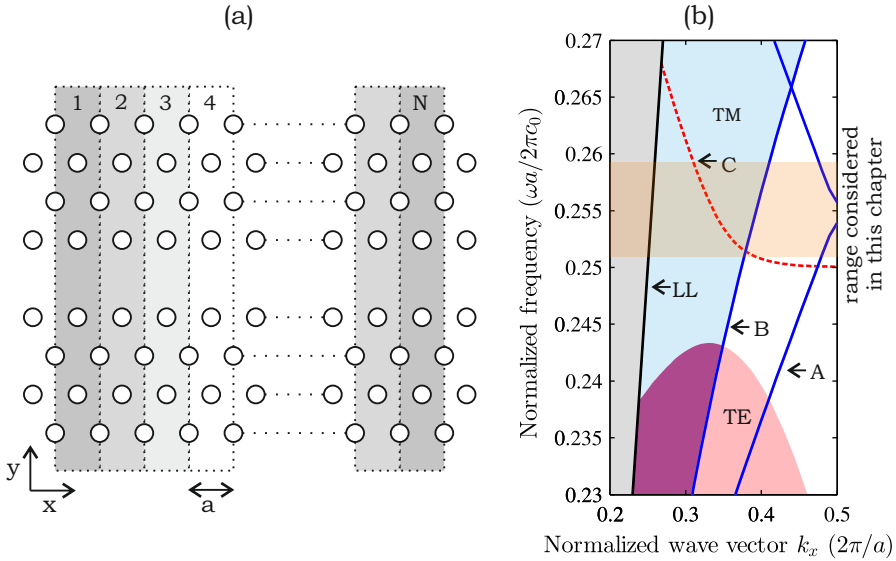 (a)
1 2 3 4 N
y
x
a
(b)
Normalized frequency (ωa/2πc₀)
0.27
0.265
0.26
0.255
0.25
0.245
0.24
0.235
0.23
TM
C
LL
B
A
TE
0.2 0.3 0.4 0.5
Normalized wave vector kₓ (2π/a)
range considered
in this chapter